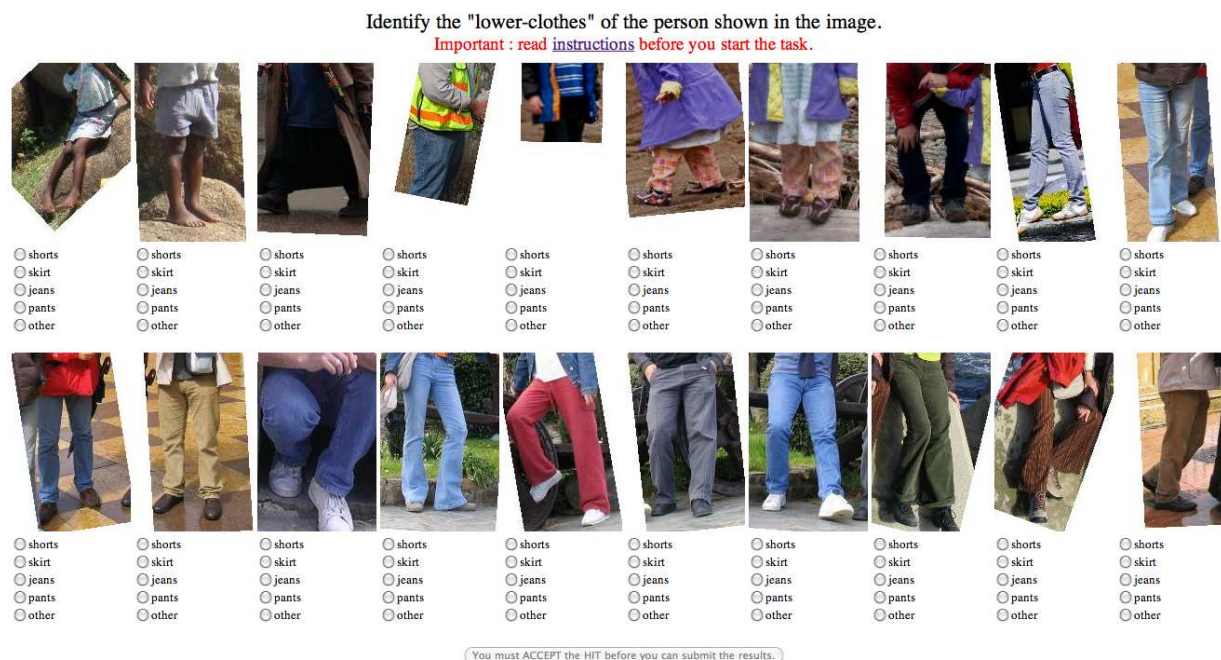 Identify the "lower-clothes" of the person shown in the image.
Important : read instructions before you start the task.
shorts shorts shorts shorts shorts shorts shorts shorts shorts shorts
skirt skirt skirt skirt skirt skirt skirt skirt skirt skirt
jeans jeans jeans jeans jeans jeans jeans jeans jeans jeans
pants pants pants pants pants pants pants pants pants pants
other other other other other other other other other other
shorts shorts shorts shorts shorts shorts shorts shorts shorts shorts
skirt skirt skirt skirt skirt skirt skirt skirt skirt skirt
jeans jeans jeans jeans jeans jeans jeans jeans jeans jeans
pants pants pants pants pants pants pants pants pants pants
other other other other other other other other other other
You must ACCEPT the HIT before you can submit the results.